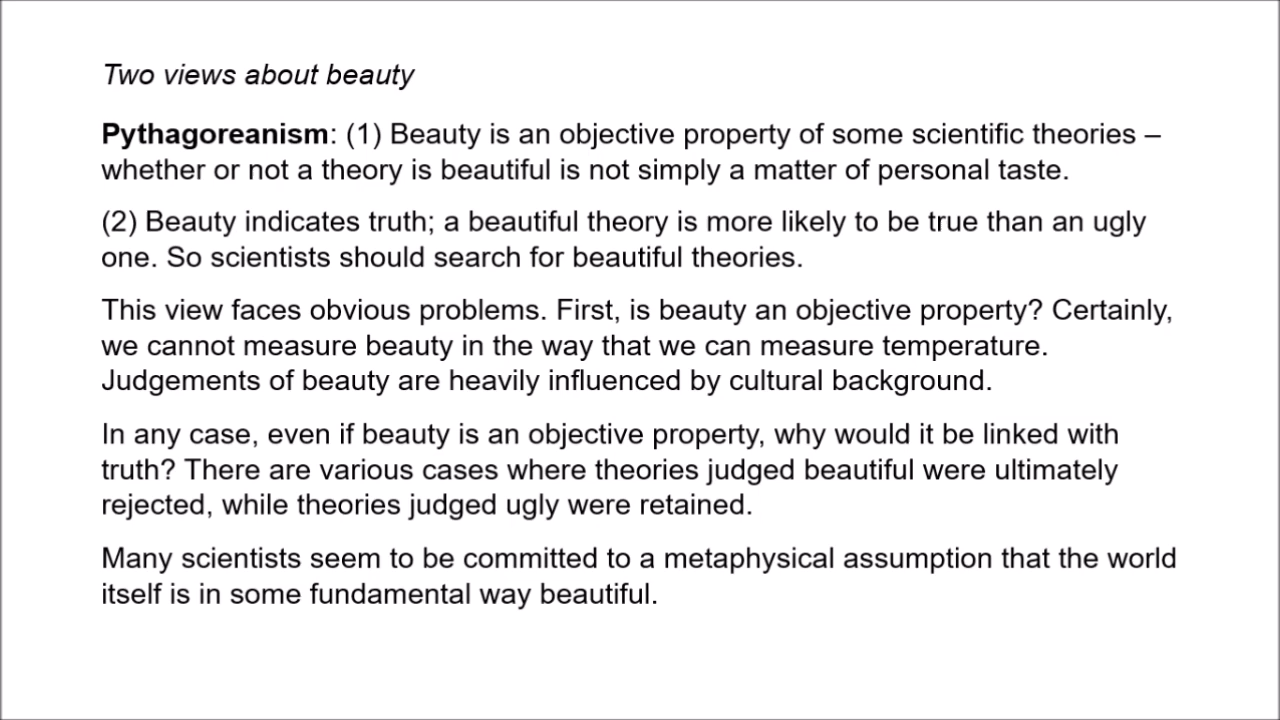 Two views about beauty
Pythagoreanism: (1) Beauty is an objective property of some scientific theories –
whether or not a theory is beautiful is not simply a matter of personal taste.
(2) Beauty indicates truth; a beautiful theory is more likely to be true than an ugly
one. So scientists should search for beautiful theories.
This view faces obvious problems. First, is beauty an objective property? Certainly,
we cannot measure beauty in the way that we can measure temperature.
Judgements of beauty are heavily influenced by cultural background.
In any case, even if beauty is an objective property, why would it be linked with
truth? There are various cases where theories judged beautiful were ultimately
rejected, while theories judged ugly were retained.
Many scientists seem to be committed to a metaphysical assumption that the world
itself is in some fundamental way beautiful.